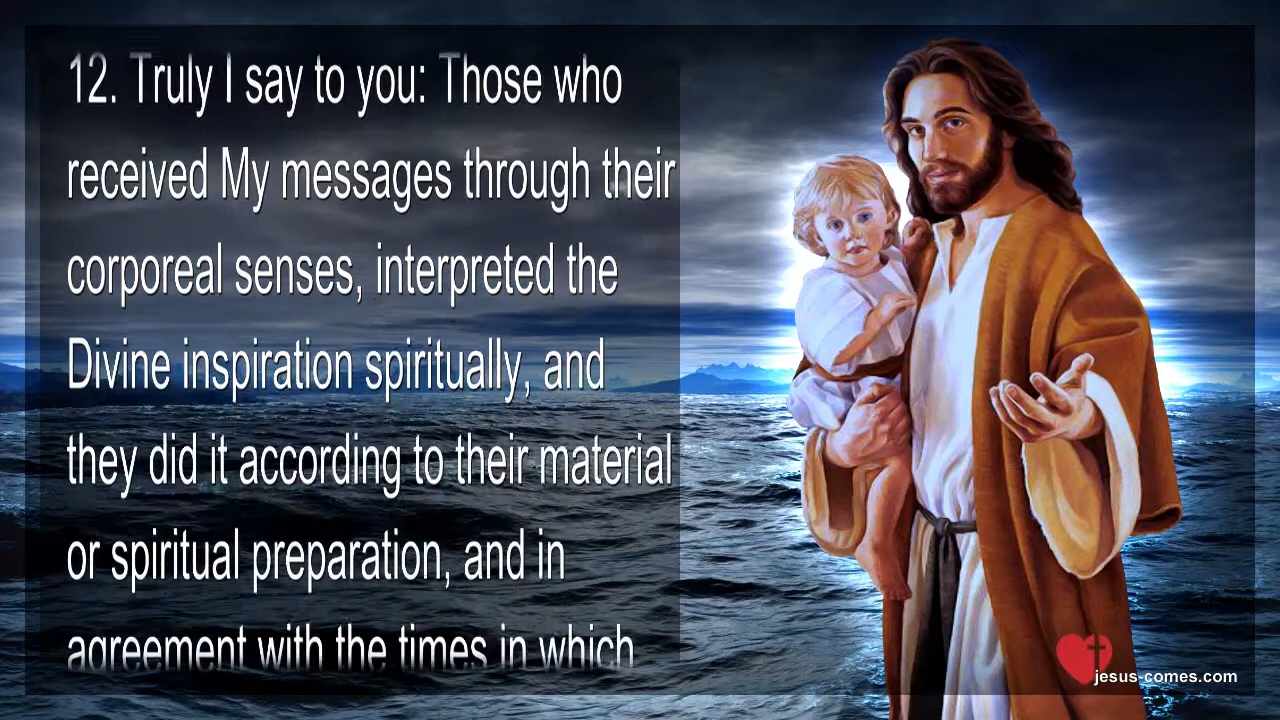 12. Truly I say to you: Those who
received My messages through their
corporeal senses, interpreted the
Divine inspiration spiritually, and
they did it according to their material
or spiritual preparation, and in
agreement with the times in which
jesus-comes.com